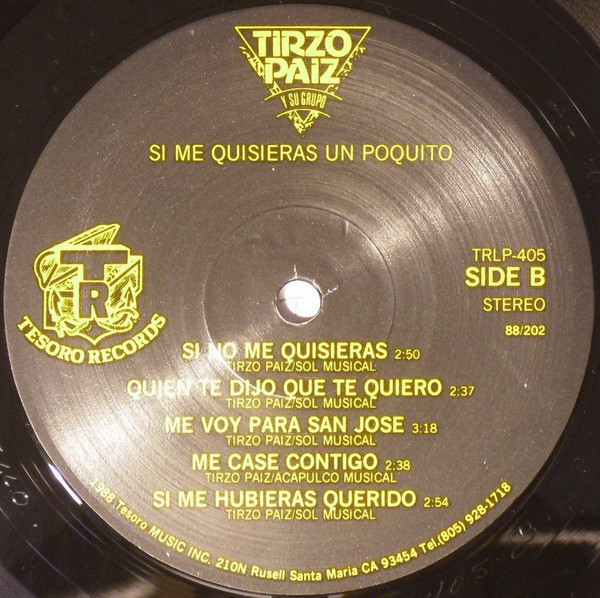 TIRZO
PAIZ
Y SU GRUPO
SI ME QUISIERAS UN POQUITO
TR
TESORO RECORDS
TRLP-405
SIDE B
STEREO
88/202
SI NO ME QUISIERAS 2:50
TIRZO PAIZ/SOL MUSICAL
QUIEN TE DIJO QUE TE QUIERO 2:37
TIRZO PAIZ/SOL MUSICAL
ME VOY PARA SAN JOSE 3:18
TIRZO PAIZ/SOL MUSICAL
ME CASE CONTIGO 2:38
TIRZO PAIZ/ACAPULCO MUSICAL
SI ME HUBIERAS QUERIDO 2:54
TIRZO PAIZ/SOL MUSICAL
1988 Tesoro MUSIC INC. 210N Rusell Santa Maria CA 93454 Tel.(805) 928-1718